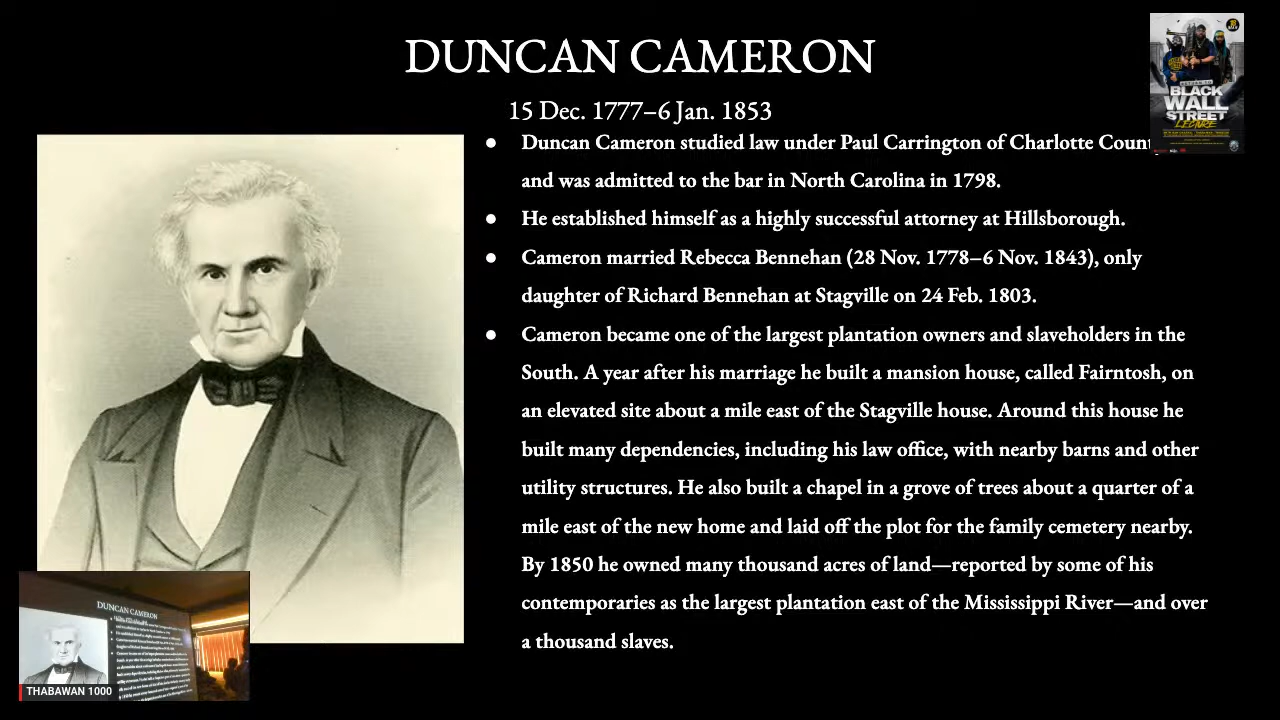 DUNCAN CAMERON
15 Dec. 1777–6 Jan. 1853
● Duncan Cameron studied law under Paul Carrington of Charlotte
and was admitted to the bar in North Carolina in 1798.
● He established himself as a highly successful attorney at Hillsborough.
● Cameron married Rebecca Bennehan (28 Nov. 1778–6 Nov. 1843), only
daughter of Richard Bennehan at Stagville on 24 Feb. 1803.
● Cameron became one of the largest plantation owners and slaveholders in the
South. A year after his marriage he built a mansion house, called Fairntosh, on
an elevated site about a mile east of the Stagville house. Around this house he
built many dependencies, including his law office, with nearby barns and other
utility structures. He also built a chapel in a grove of trees about a quarter of a
mile east of the new home and laid off the plot for the family cemetery nearby.
By 1850 he owned many thousand acres of land—reported by some of his
contemporaries as the largest plantation east of the Mississippi River—and over
a thousand slaves.
BLACK
WALL
STREET
LECTURE
DUNCAN CAMERON
THABAWAN 1000